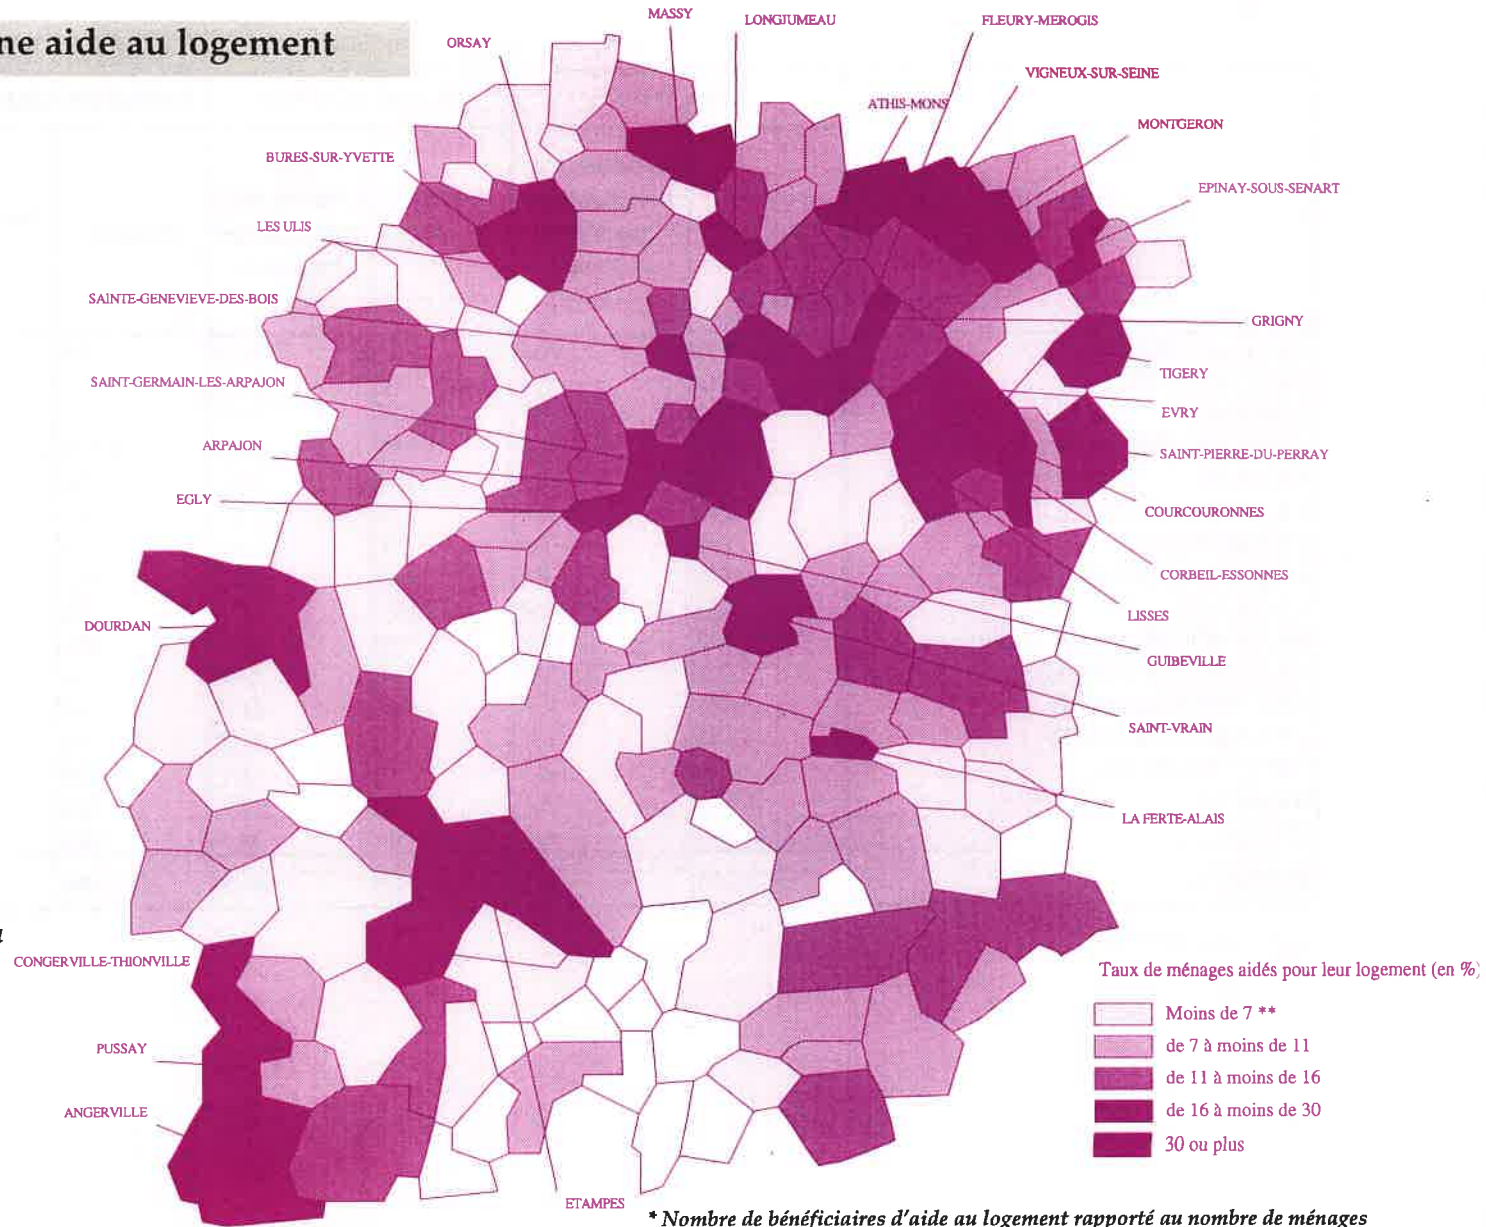 ne aide au logement
MASSY
LONGJUMEAU
FLEURY-MEROGIS
ORSAY
VIGNEUX-SUR-SEINE
ATHIS-MONS
MONTGERON
BURES-SUR-YVETTE
EPINAY-SOUS-SENART
LES ULIS
SAINTE-GENEVIEVE-DES-BOIS
GRIGNY
TIGERY
SAINT-GERMAIN-LES-ARPAJON
EVRY
ARPAJON
SAINT-PIERRE-DU-PERRAY
EGLY
COURCOURONNES
CORBEIL-ESSONNES
LISSES
DOURDAN
GUIBEVILLE
SAINT-VRAIN
LA FERTE-ALAIS
CONGERVILLE-THIONVILLE
Taux de ménages aidés pour leur logement (en %)
Moins de 7 **
de 7 à moins de 11
PUSSAY
de 11 à moins de 16
ANGERVILLE
de 16 à moins de 30
30 ou plus
ETAMPES
* Nombre de bénéficiaires d'aide au logement rapporté au nombre de ménages